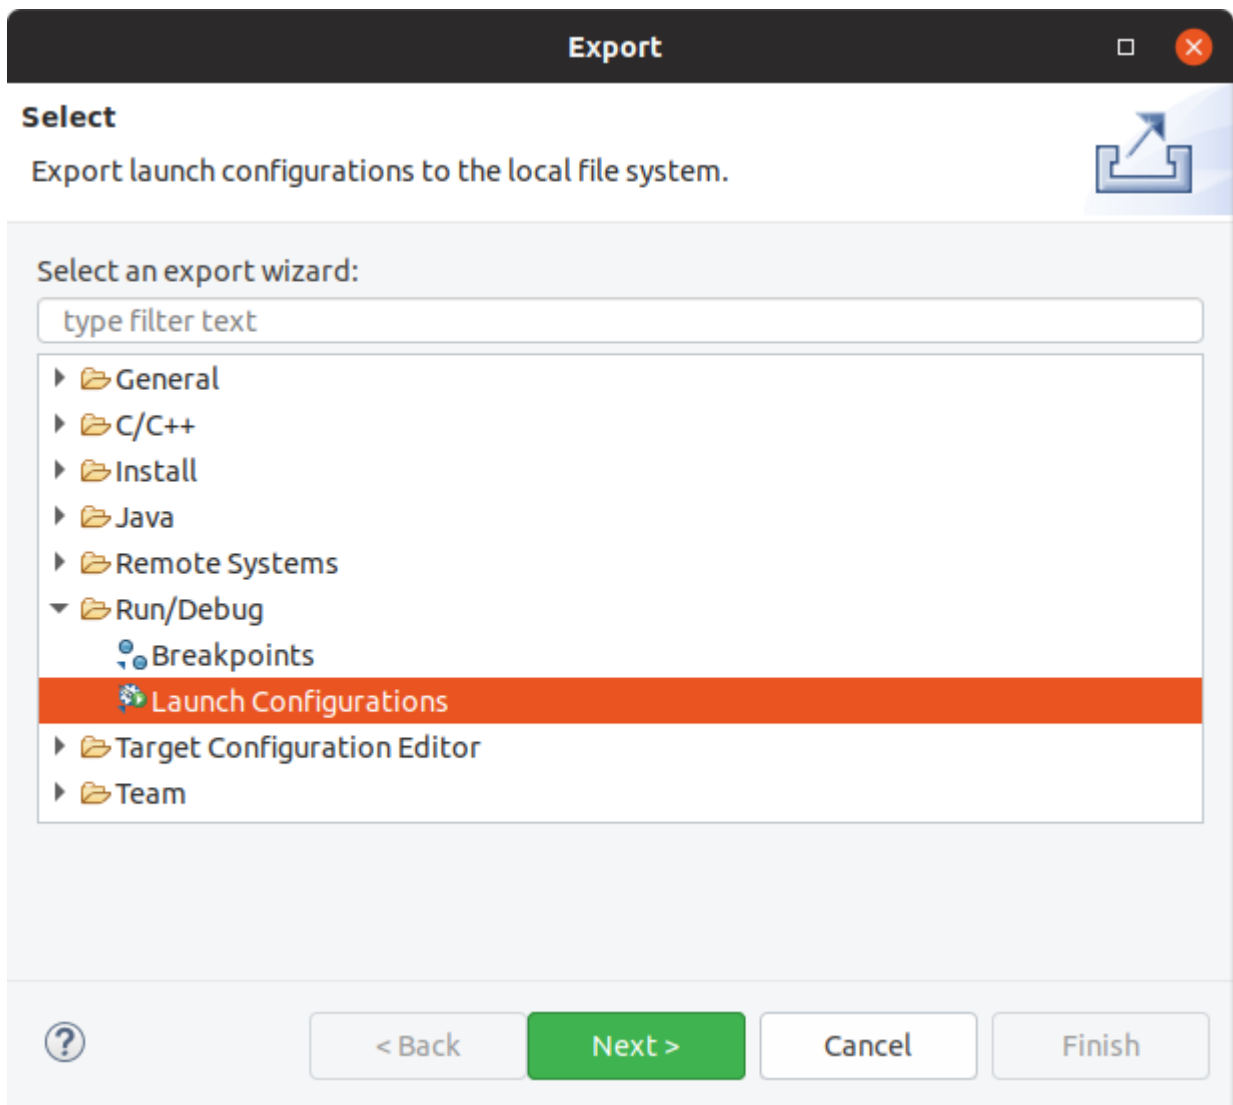 Export
Select
Export launch configurations to the local file system.
Select an export wizard:
type filter text
General
C/C++
Install
Java
Remote Systems
Run/Debug
Breakpoints
Launch Configurations
Target Configuration Editor
Team
? < Back Next > Cancel Finish